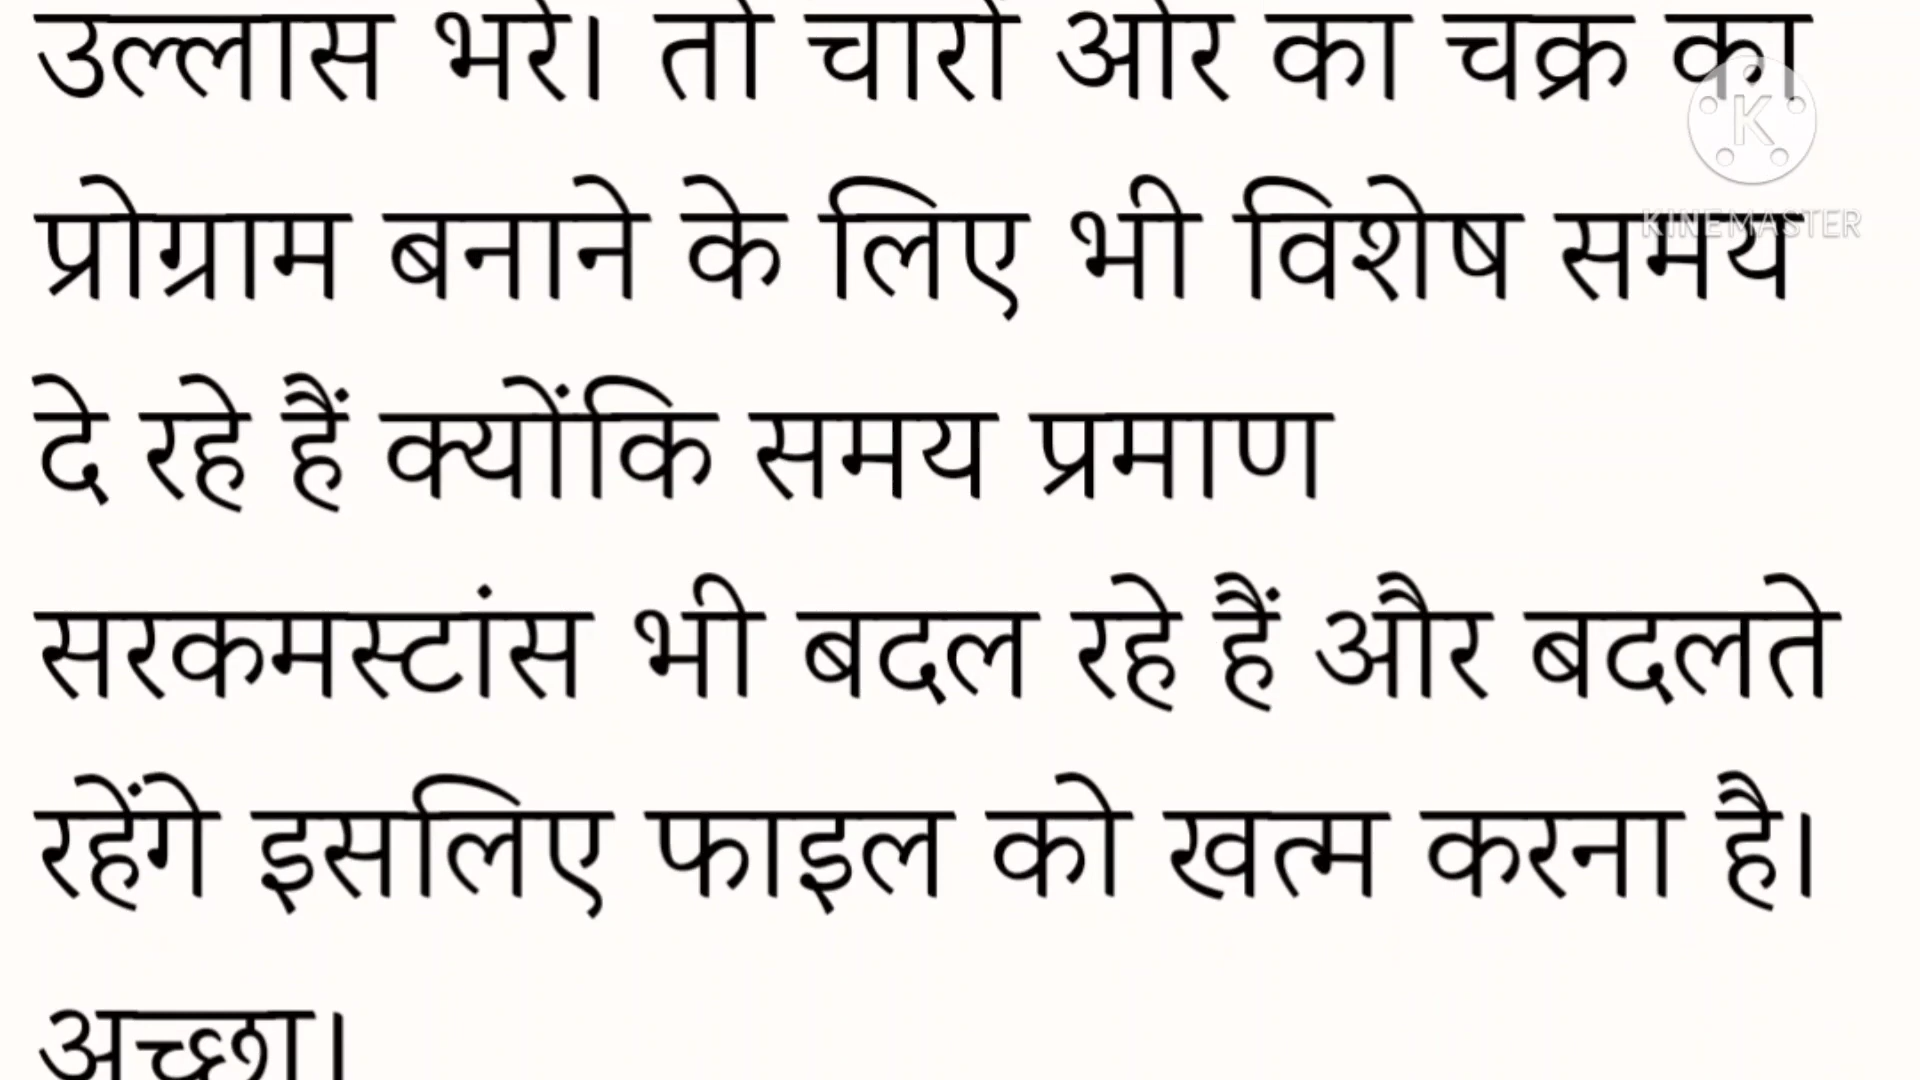 उल्लास भरे। तो चारों ओर का चक्र का
प्रोग्राम बनाने के लिए भी विशेष समय
दे रहे हैं क्योंकि समय प्रमाण
सरकमस्टांस भी बदल रहे हैं और बदलते
रहेंगे इसलिए फाइल को खत्म करना है।
अच्छा।
K
KINEMASTER